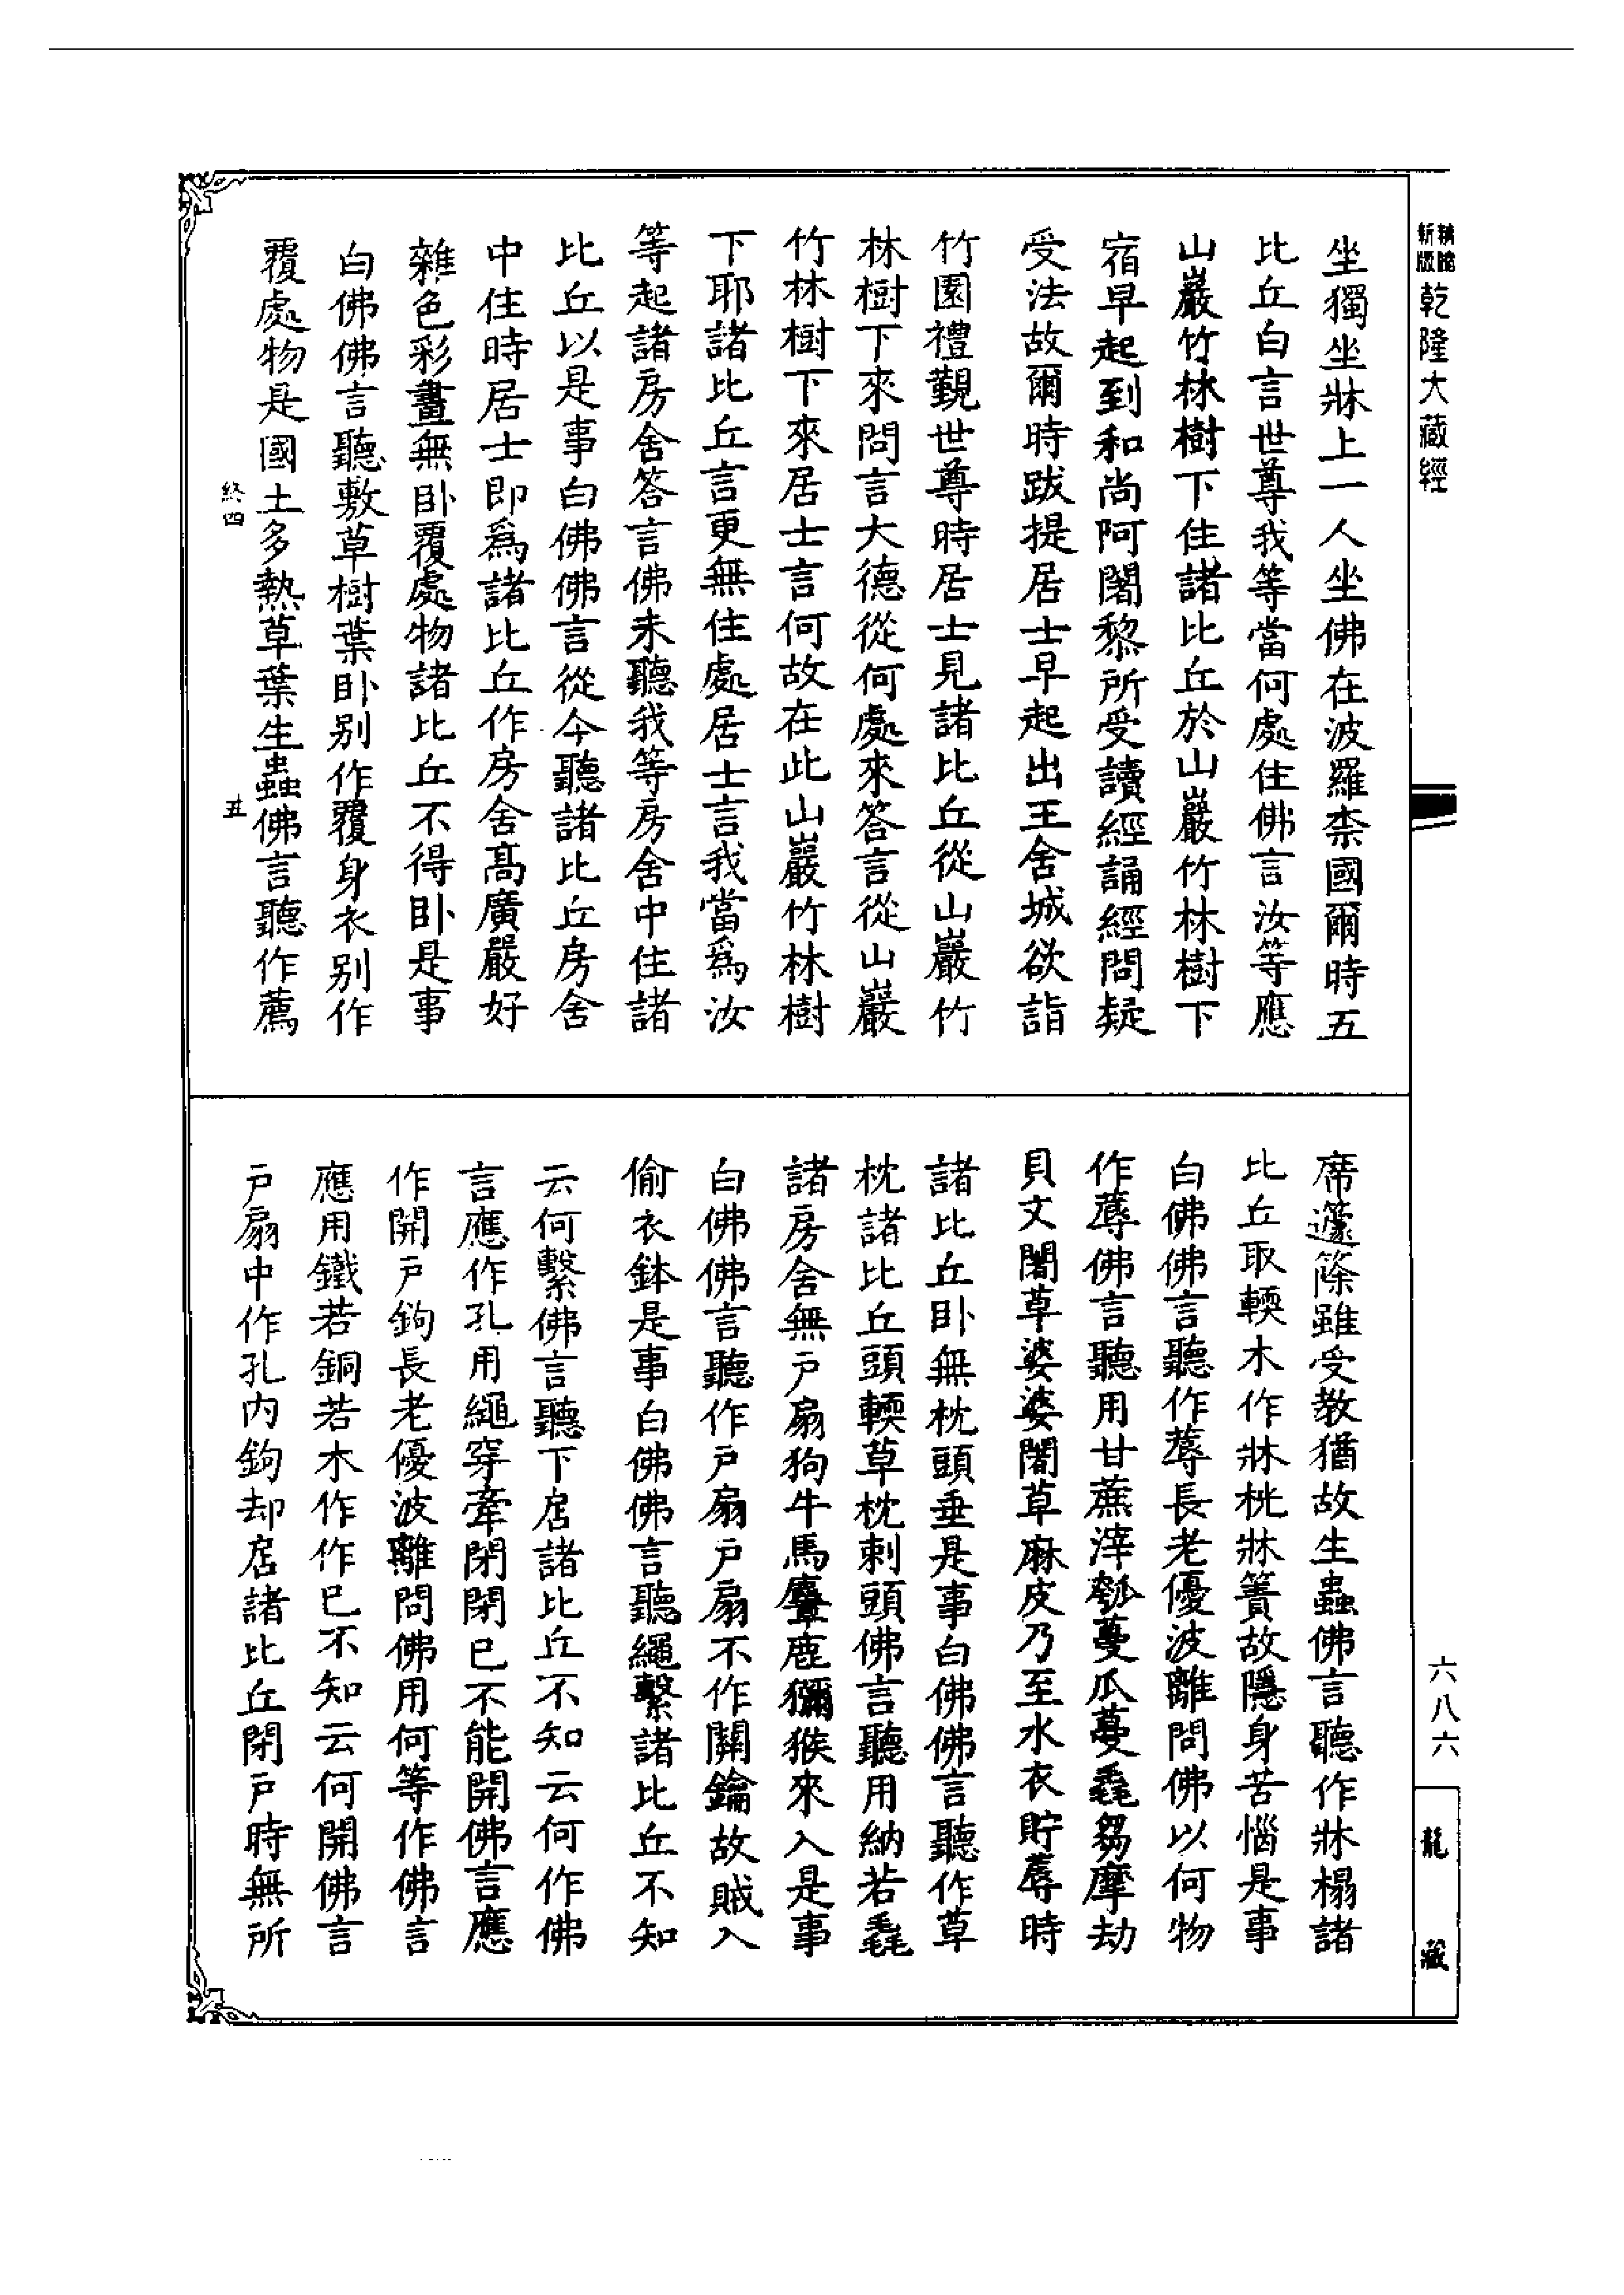 新版精縮乾隆大藏經
坐獨坐牀上一人坐佛在波羅柰國爾時五
比丘白言世尊我等當何處住佛言汝等應
山巖竹林樹下住諸比丘於山巖竹林樹下
宿早起到和尚阿闍黎所受讀經誦經問疑
受法故爾時跋提居士早起出王舍城欲詣
竹園禮覲世尊時居士見諸比丘從山巖竹
林樹下來問言大德從何處來答言從山巖
竹林樹下來居士言何故在此山巖竹林樹
下耶諸比丘言更無住處居士言我當爲汝
等起諸房舍答言佛未聽我等房舍中住諸
比丘以是事白佛佛言從今聽諸比丘房舍
中住時居士即爲諸比丘作房舍高廣嚴好
雜色彩畫無卧覆處物諸比丘不得卧是事
白佛佛言聽敷草樹葉卧别作覆身衣别作
覆處物是國土多熱草葉生蟲佛言聽作薦
終四
五
席籧篨雖受教猶故生蟲佛言聽作牀榻諸
比丘取輭木作牀桄牀簀故隱身苦惱是事
白佛佛言聽作蓐長老優波離問佛以何物
作蓐佛言聽用甘蔗滓瓠蔓瓜蔓毳芻摩劫
貝文闍草婆婆闍草麻皮乃至水衣貯蓐時
諸比丘卧無枕頭垂是事白佛佛言聽作草
枕諸比丘頭輭草枕刺頭佛言聽用納若毳
諸房舍無户扇狗牛馬麞鹿獼猴來入是事
白佛佛言聽作户扇户扇不作關鑰故賊入
偷衣鉢是事白佛佛言聽繩繫諸比丘不知
云何繫佛言聽下扂諸比丘不知云何作佛
言應作孔用繩穿牽閉閉已不能開佛言應
作開户鉤長老優波離問佛用何等作佛言
應用鐵若銅若木作作已不知云何開佛言
户扇中作孔内鉤却扂諸比丘閉户時無所
六八六
龍藏